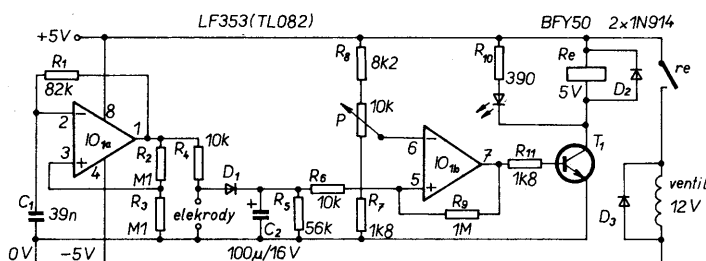 LF353(TL082)
BFY50 2×1N914
+5V
R1
82k
8
2
IO1a
1
3
+
4
M1
R2
R3
M1
C1
39n
0V
-5V
10k
R4
D1
elekrody
+
C2
100μ/16V
R5
56k
R6
10k
R8
8k2
10k
P
R7
1k8
6
IO1b
7
5
+
R9
1M
R10
390
R11
1k8
Re
5V
D2
T1
re
D3
ventil
12V